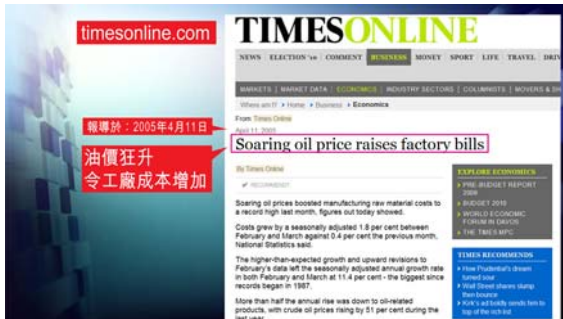 timesonline.com
TIMESONLINE
NEWS ELECTION '10 COMMENT BUSINESS MONEY SPORT LIFE TRAVEL DRIV
MARKETS MARKET DATA ECONOMICS INDUSTRY SECTORS COLUMNISTS MOVERS & SH
Where am I? Home Business Economics
From Times Online
報導於：2005年4月11日
April 11, 2005
Soaring oil price raises factory bills
油價狂升
令工廠成本增加
By Times Online
RECOMMEND?
Soaring oil prices boosted manufacturing raw material costs to
a record high last month, figures out today showed.
Costs grew by a seasonally adjusted 1.8 per cent between
February and March against 0.4 per cent the previous month,
National Statistics said.
The higher-than-expected growth and upward revisions to
February's data left the seasonally adjusted annual growth rate
in both February and March at 11.4 per cent - the biggest since
records began in 1987.
More than half the annual rise was down to oil-related
products, with crude oil prices rising by 51 per cent during the
last year.
EXPLORE ECONOMICS
PRE-BUDGET REPORT
2009
BUDGET 2010
WORLD ECONOMIC
FORUM IN DAVOS
THE TIMES MPC
TIMES RECOMMENDS
How Prudential's dream
turned sour
Wall Street shares slump
then bounce
Kirk's ad boldly sends him to
top of the rich list